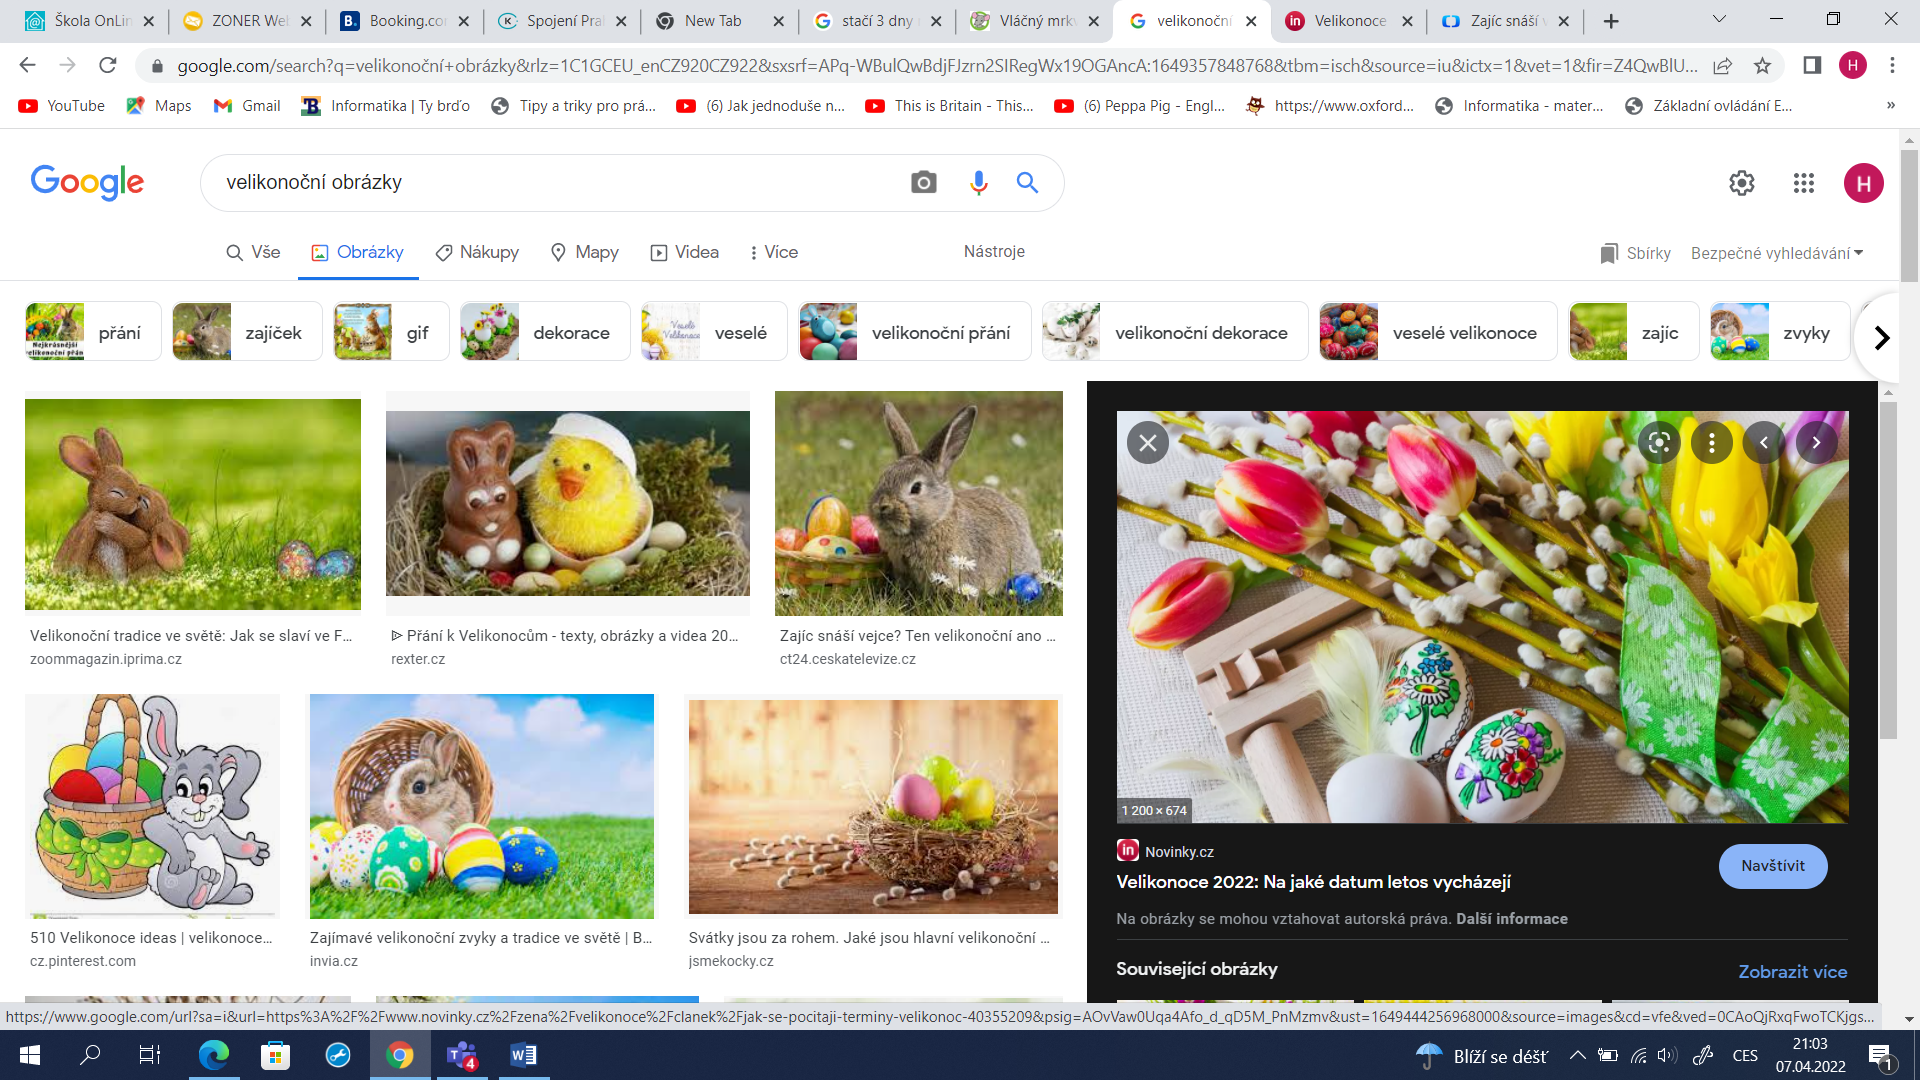 Škola OnLin
ZONER Web
Booking.co
Spojení Pra
New Tab
stačí 3 dny
Vláčný mrk
velikonoční
Velikonoce
Zajíc snáší v
google.com/search?q=velikonoční+obrázky&rlz=1C1GCEU_enCZ920CZ922&sxsrf=APq-WBulQwBdjFJzrn2SIRegWx19OGAncA:1649357848768&tbm=isch&source=iu&ictx=1&vet=1&fir=Z4QwBlU...
H
YouTube
Maps
Gmail
Informatika | Ty brďo
Tipy a triky pro prá...
(6) Jak jednoduše n...
This is Britain - This...
(6) Peppa Pig - Engl...
https://www.oxford...
Informatika - mater...
Základní ovládání E...
»
Google
velikonoční obrázky
H
Vše
Obrázky
Nákupy
Mapy
Videa
Více
Nástroje
Sbírky
Bezpečné vyhledávání
přání
zajíček
gif
dekorace
veselé
velikonoční přání
velikonoční dekorace
veselé velikonoce
zajíc
zvyky
Nejkrásnější
velikonoční přán
Veselé
Velikonoce
Velikonoční tradice ve světě: Jak se slaví ve F...
zoommagazin.iprima.cz
ᐉ Přání k Velikonocům - texty, obrázky a videa 20...
rexter.cz
Zajíc snáší vejce? Ten velikonoční ano ...
ct24.ceskatelevize.cz
510 Velikonoce ideas | velikonoce...
cz.pinterest.com
Zajímavé velikonoční zvyky a tradice ve světě | B...
invia.cz
Svátky jsou za rohem. Jaké jsou hlavní velikonoční ...
jsmekocky.cz
1 200 × 674
in
Novinky.cz
Velikonoce 2022: Na jaké datum letos vycházejí
Navštívit
Na obrázky se mohou vztahovat autorská práva. Další informace
Související obrázky
Zobrazit více
https://www.google.com/url?sa=i&url=https%3A%2F%2Fwww.novinky.cz%2Fzena%2Fvelikonoce%2Fclanek%2Fjak-se-pocitaji-terminy-velikonoc-40355209&psig=AOvVaw0Uqa4Afo_d_qD5M_PnMzmv&ust=1649444256968000&source=images&cd=vfe&ved=0CAoQjRxqFwoTCKjgs...
4
Blíží se déšť
CES
21:03
07.04.2022
1